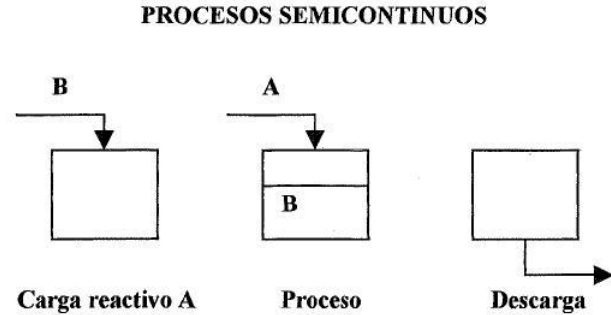 PROCESOS SEMICONTINUOS
B
A
B
Carga reactivo A
Proceso
Descarga